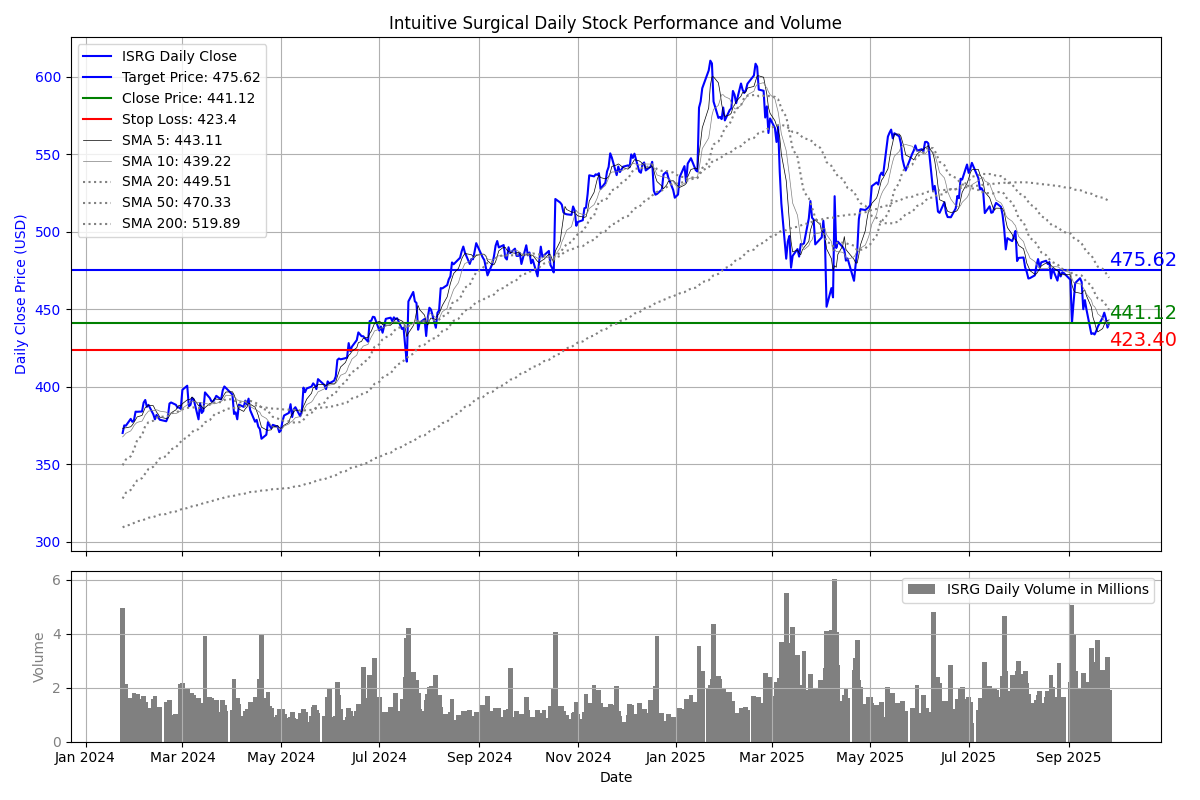 Intuitive Surgical Daily Stock Performance and Volume
ISRG Daily Close
Target Price: 475.62
Close Price: 441.12
Stop Loss: 423.4
SMA 5: 443.11
SMA 10: 439.22
SMA 20: 449.51
SMA 50: 470.33
SMA 200: 519.89
Daily Close Price (USD)
600
550
500
450
400
350
300
475.62
441.12
423.40
ISRG Daily Volume in Millions
Volume
6
4
2
0
Jan 2024 Mar 2024 May 2024 Jul 2024 Sep 2024 Nov 2024 Jan 2025 Mar 2025 May 2025 Jul 2025 Sep 2025
Date